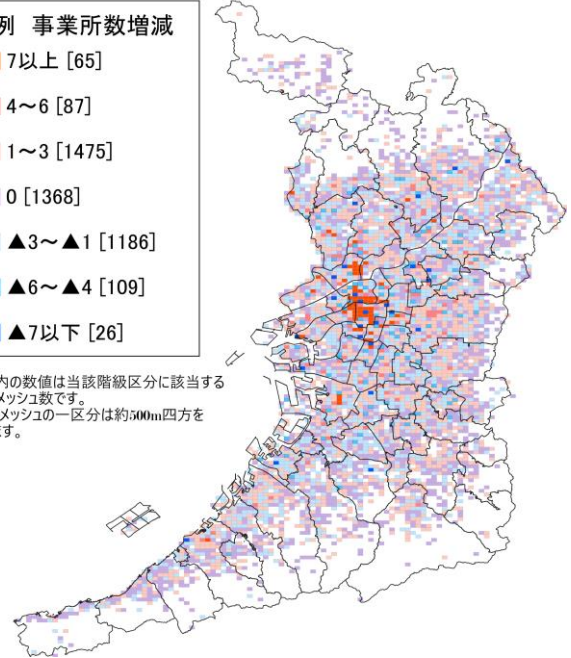 例 事業所数増減
7以上 [65]
4～6 [87]
1～3 [1475]
0 [1368]
▲3～▲1 [1186]
▲6～▲4 [109]
▲7以下 [26]
内の数値は当該階級区分に該当する
メッシュ数です。
メッシュの一区分は約500m四方を
ます。